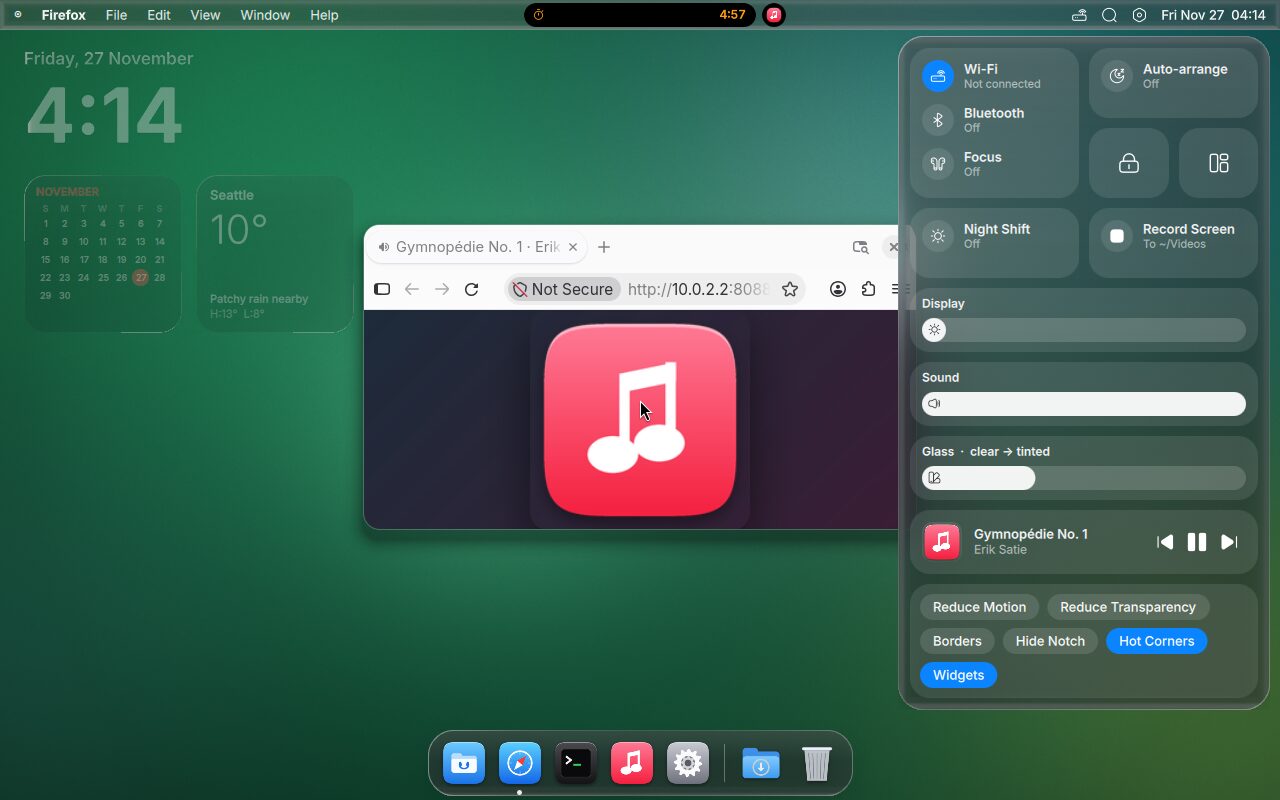 Firefox File Edit View Window Help
4:57
Fri Nov 27 04:14
Friday, 27 November
4:14
NOVEMBER
S M T W T F S
1 2 3 4 5 6 7
8 9 10 11 12 13 14
15 16 17 18 19 20 21
22 23 24 25 26 27 28
29 30
Seattle
10°
Patchy rain nearby
H:13° L:8°
Gymnopédie No. 1 · Erik
Not Secure http://10.0.2.2:8088
Wi-Fi
Not connected
Bluetooth
Off
Focus
Off
Auto-arrange
Off
Night Shift
Off
Record Screen
To ~/Videos
Display
Sound
Glass · clear → tinted
Gymnopédie No. 1
Erik Satie
Reduce Motion Reduce Transparency
Borders Hide Notch Hot Corners
Widgets